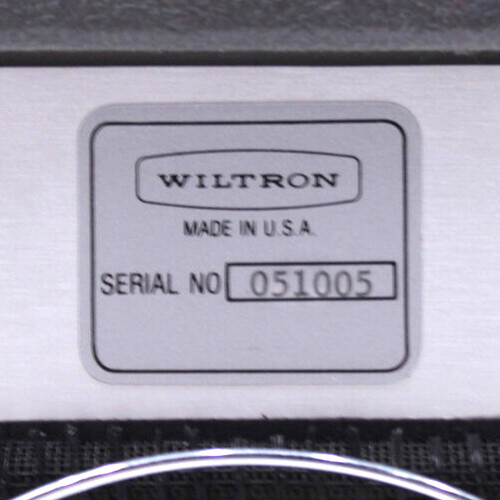 WILTRON
MADE IN U.S.A.
SERIAL NO 051005